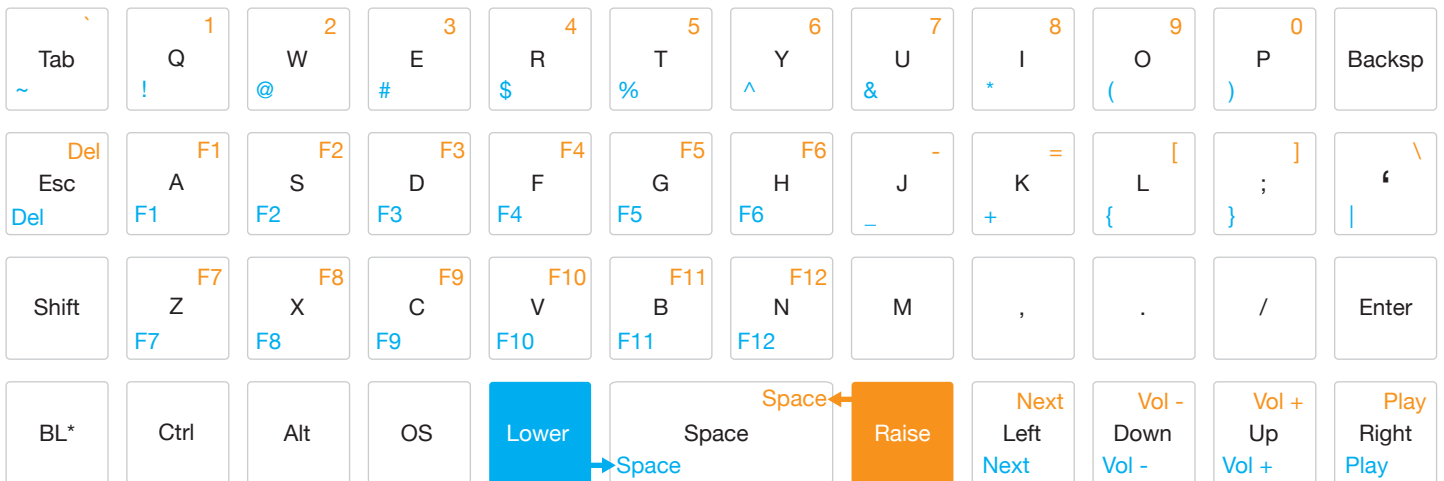 ` 1 2 3 4 5 6 7 8 9 0
Tab Q W E R T Y U I O P Backsp
~ ! @ # $ % ^ & * ( )
Del F1 F2 F3 F4 F5 F6 - = [ ] \
Esc A S D F G H J K L ; ‘
Del F1 F2 F3 F4 F5 F6 _ + { } |
F7 F8 F9 F10 F11 F12
Shift Z X C V B N M , . / Enter
F7 F8 F9 F10 F11 F12
Space Next Vol - Vol + Play
BL* Ctrl Alt OS Lower Space Raise Left Down Up Right
Space Next Vol - Vol + Play